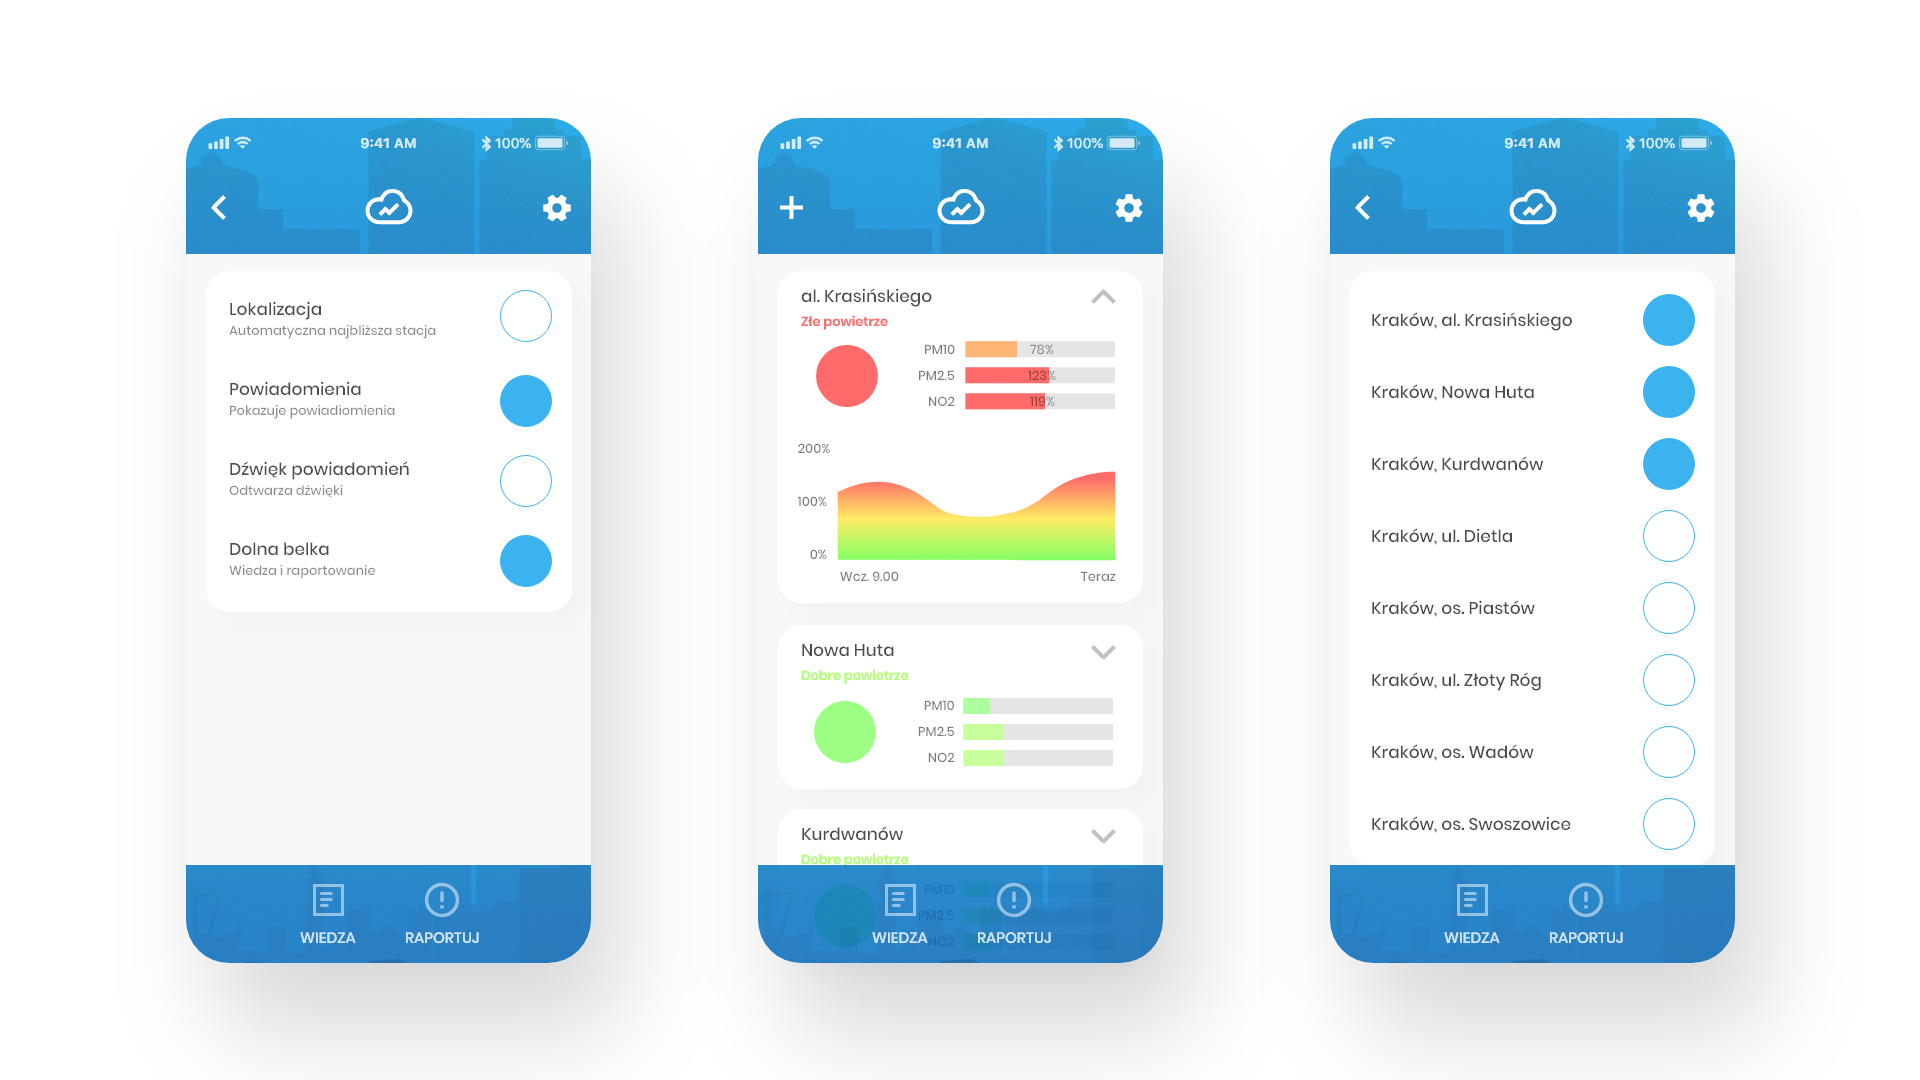 9:41 AM
100%
Lokalizacja
Automatyczna najbliższa stacja
Powiadomienia
Pokazuje powiadiomienia
Dźwięk powiadomień
Odtwarza dźwięki
Dolna belka
Wiedza i raportowanie
WIEDZA
RAPORTUJ
9:41 AM
100%
al. Krasińskiego
Złe powietrze
PM10
78%
PM2.5
123%
NO2
119%
200%
100%
0%
Wcz. 9.00
Teraz
Nowa Huta
Dobre powietrze
PM10
PM2.5
NO2
Kurdwanów
Dobre powietrze
PM10
PM2.5
NO2
WIEDZA
RAPORTUJ
9:41 AM
100%
Kraków, al. Krasińskiego
Kraków, Nowa Huta
Kraków, Kurdwanów
Kraków, ul. Dietla
Kraków, os. Piastów
Kraków, ul. Złoty Róg
Kraków, os. Wadów
Kraków, os. Swoszowice
WIEDZA
RAPORTUJ